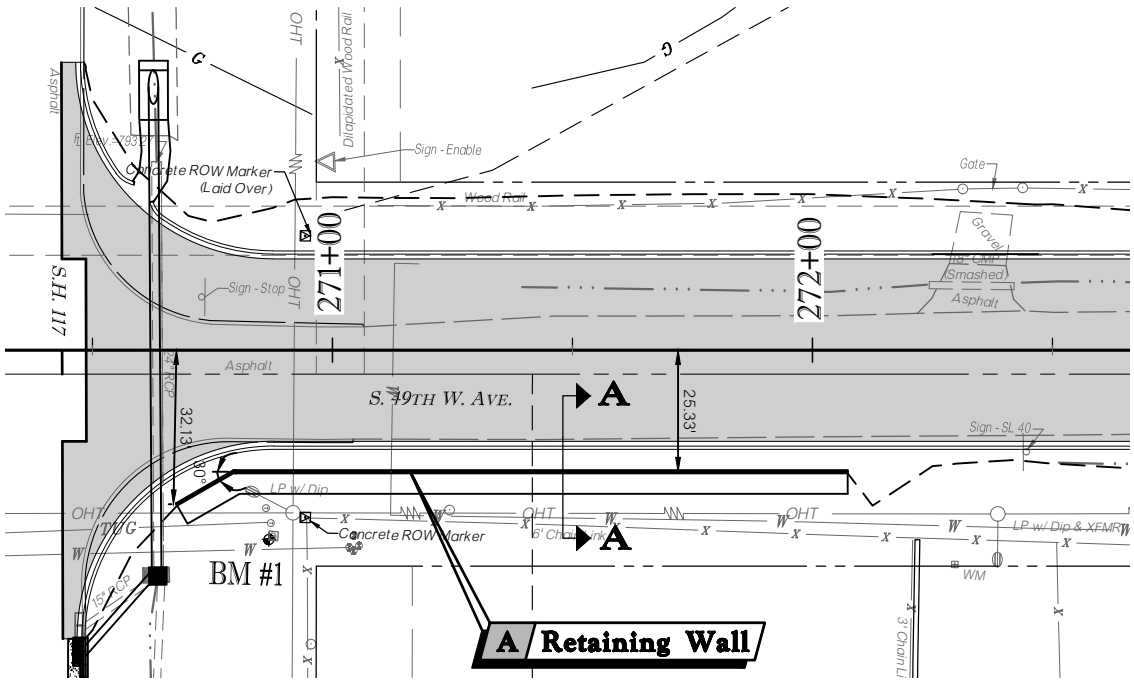 OHT
G
G
Asphalt
Dilapidated Wood Rail
x
Sign - Enable
Gate
Concrete ROW Marker
(Laid Over)
Wood Rail
x x x x x x
A
271+00
272+00
Gravel
18" CMP
(Smashed)
Asphalt
S.H. 117
Sign - Stop
OHT
24" RCP
Asphalt
W
S. 49TH W. AVE.
A
25.33'
32.13'
30°
Sign - SL 40
LP w/ Dip
OHT
TUG
A
x
W
OHT
x
W
x
OHT
W
x
LP w/ Dip & XFMR
W
x
W
W
Concrete ROW Marker
6' Chain Link
A
BM #1
15" RCP
WM
x
x
x
x
3' Chain Li
A Retaining Wall